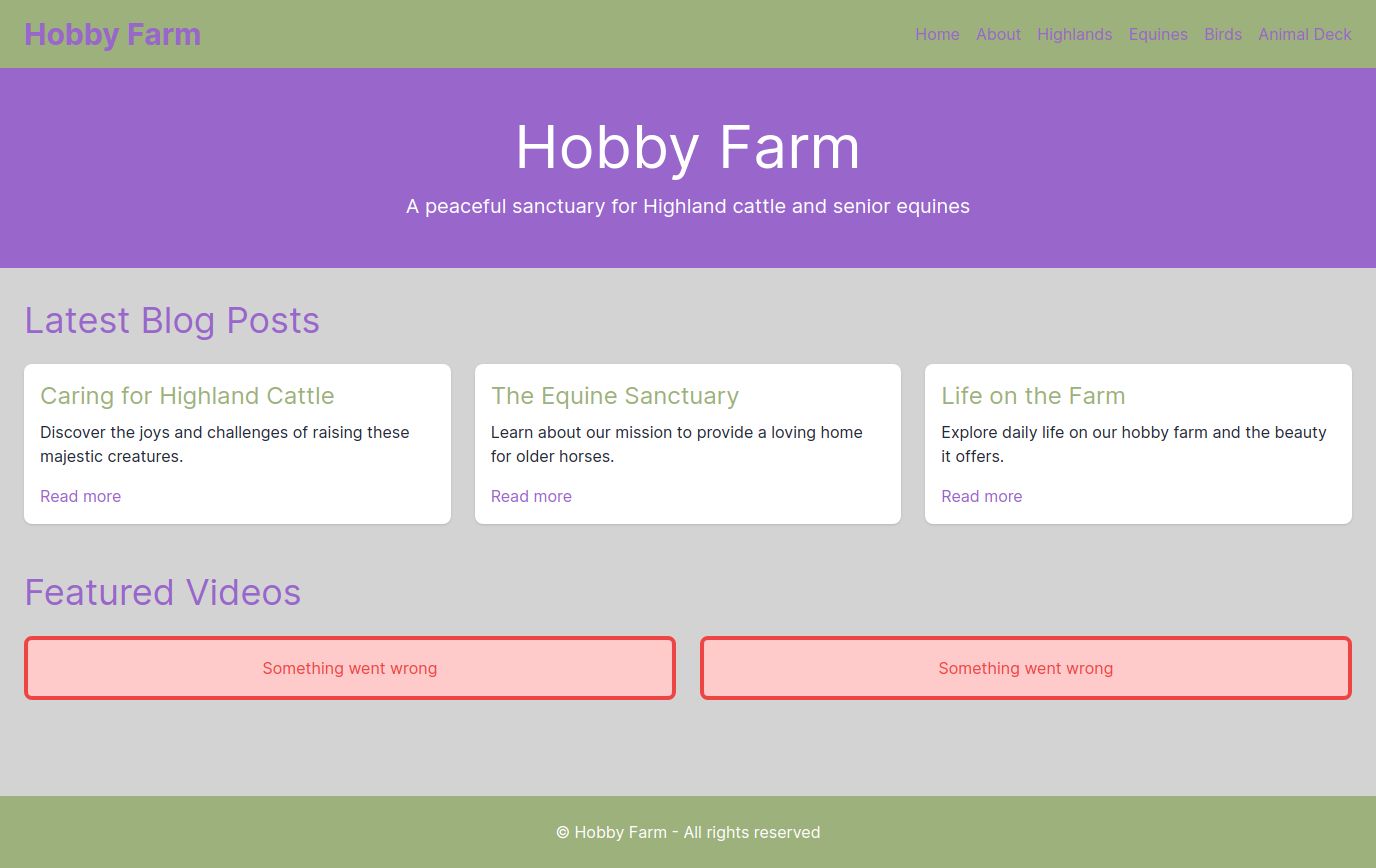 Hobby Farm
Home About Highlands Equines Birds Animal Deck
Hobby Farm
A peaceful sanctuary for Highland cattle and senior equines
Latest Blog Posts
Caring for Highland Cattle
Discover the joys and challenges of raising these
majestic creatures.
Read more
The Equine Sanctuary
Learn about our mission to provide a loving home
for older horses.
Read more
Life on the Farm
Explore daily life on our hobby farm and the beauty
it offers.
Read more
Featured Videos
Something went wrong
Something went wrong
© Hobby Farm - All rights reserved